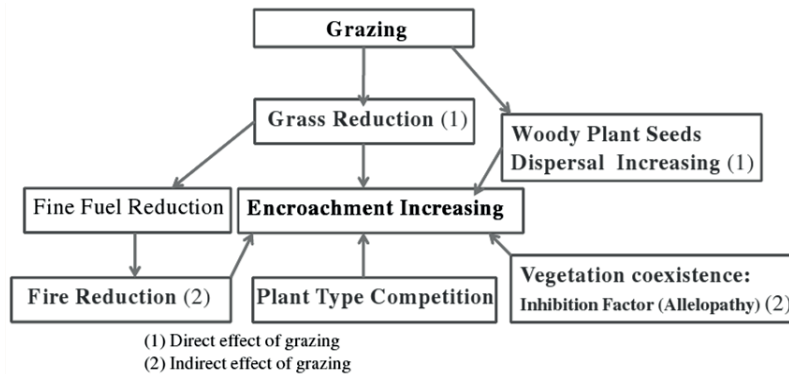 Grazing
Grass Reduction (1)
Woody Plant Seeds
Dispersal Increasing (1)
Fine Fuel Reduction
Encroachment Increasing
Fire Reduction (2)
Plant Type Competition
Vegetation coexistence:
Inhibition Factor (Allelopathy) (2)
(1) Direct effect of grazing
(2) Indirect effect of grazing